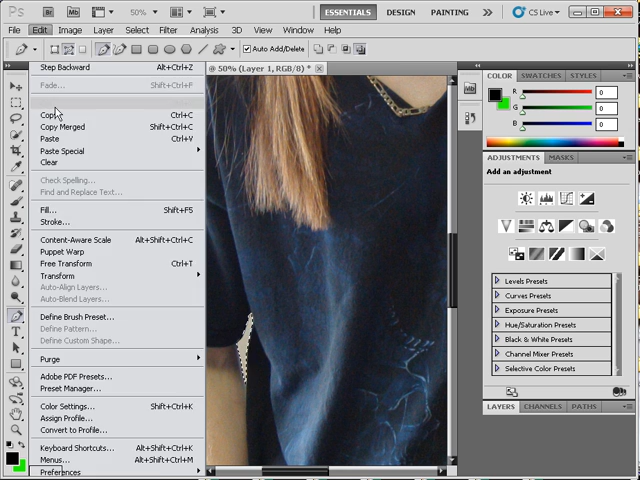 Ps Br Mb 50% ESSENTIALS DESIGN PAINTING CS Live
File Edit Image Layer Select Filter Analysis 3D View Window Help
Auto Add/Delete
@ 50% (Layer 1, RGB/8) *
Step Backward Alt+Ctrl+Z
Fade... Shift+Ctrl+F
Copy Ctrl+C
Copy Merged Shift+Ctrl+C
Paste Ctrl+V
Paste Special
Clear
Check Spelling...
Find and Replace Text...
Fill... Shift+F5
Stroke...
Content-Aware Scale Alt+Shift+Ctrl+C
Puppet Warp
Free Transform Ctrl+T
Transform
Auto-Align Layers...
Auto-Blend Layers...
Define Brush Preset...
Define Pattern...
Define Custom Shape...
Purge
Adobe PDF Presets...
Preset Manager...
Color Settings... Shift+Ctrl+K
Assign Profile...
Convert to Profile...
Keyboard Shortcuts... Alt+Shift+Ctrl+K
Menus... Alt+Shift+Ctrl+M
Preferences
T
Mb
COLOR SWATCHES STYLES
R 0
G 0
B 0
ADJUSTMENTS MASKS
Add an adjustment
Levels Presets
Curves Presets
Exposure Presets
Hue/Saturation Presets
Black & White Presets
Channel Mixer Presets
Selective Color Presets
LAYERS CHANNELS PATHS